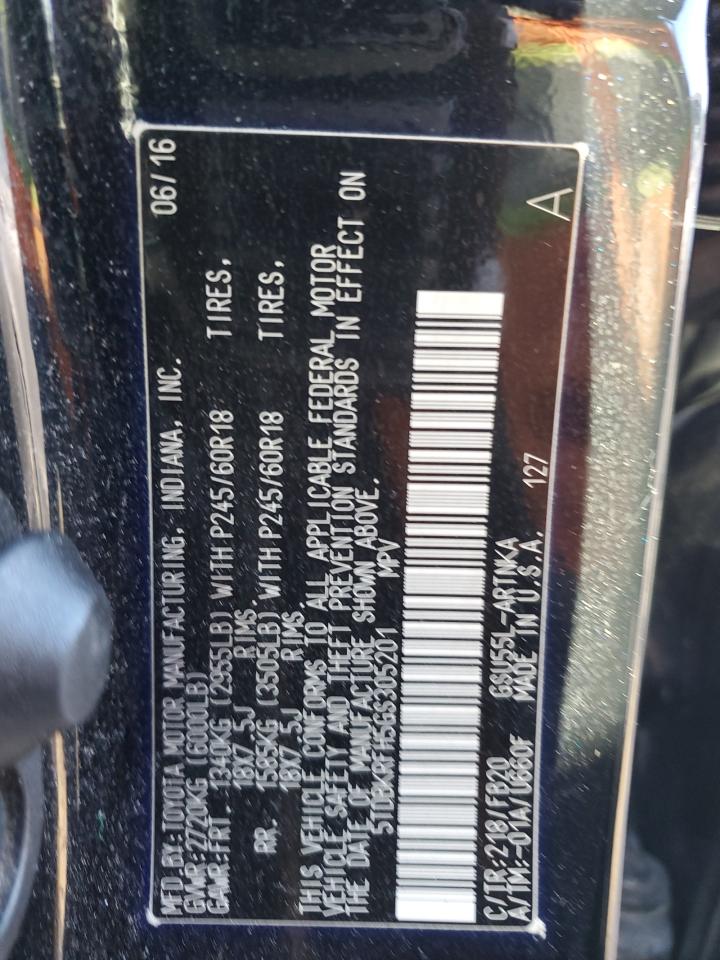 MFD.BY:TOYOTA MOTOR MANUFACTURING, INDIANA, INC. 06/16
GVWR:2720KG (6000LB)
GAWR:FRT. 1340KG (2955LB) WITH P245/60R18 TIRES,
18X7.5J RIMS.
RR. 1585KG (3505LB) WITH P245/60R18 TIRES,
18X7.5J RIMS.
THIS VEHICLE CONFORMS TO ALL APPLICABLE FEDERAL MOTOR
VEHICLE SAFETY AND THEFT PREVENTION STANDARDS IN EFFECT ON
THE DATE OF MANUFACTURE SHOWN ABOVE.
5TDBKRFH5GS305201 MPV
C/TR:218/FB20 GSU55L-ARTNKA 127
A/TM:-01A/U660F MADE IN U.S.A. A